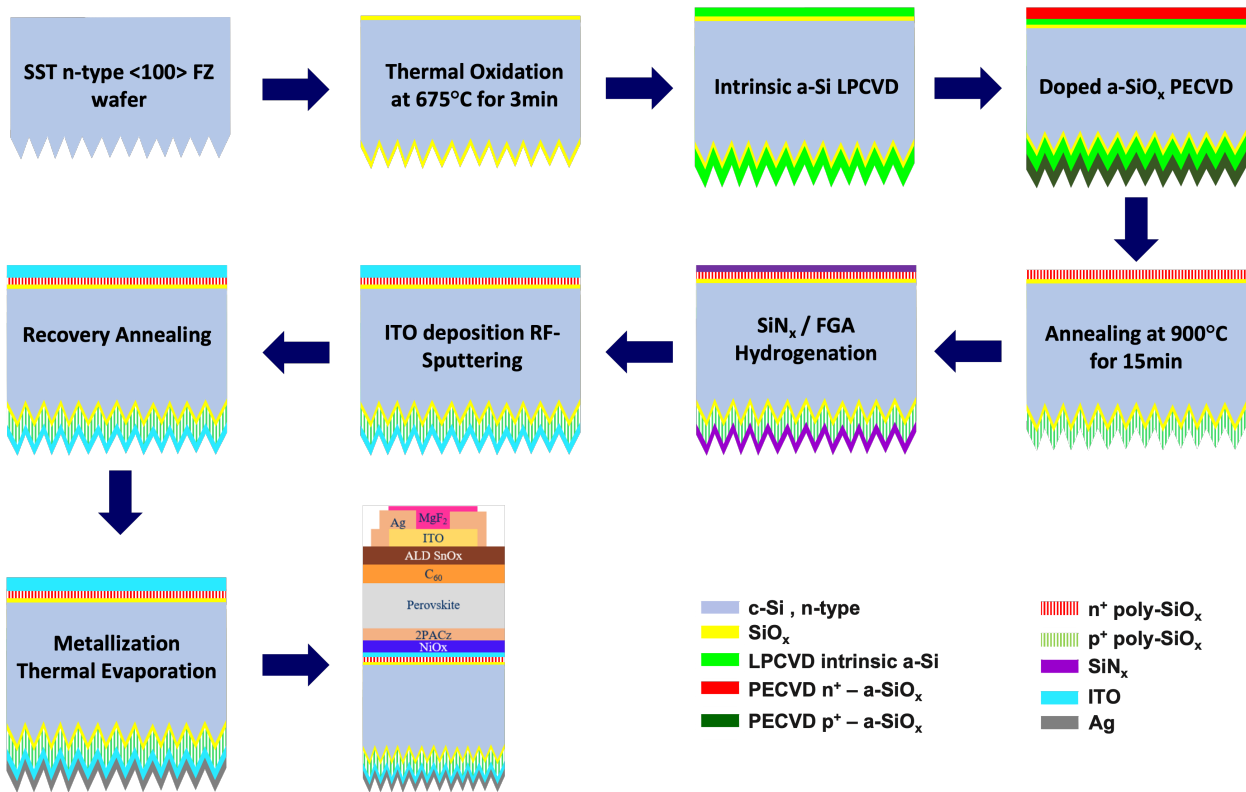 SST n-type <100> FZ
wafer
Thermal Oxidation
at 675°C for 3min
Intrinsic a-Si LPCVD
Doped a-SiOₓ PECVD
Annealing at 900°C
for 15min
SiNₓ / FGA
Hydrogenation
ITO deposition RF-
Sputtering
Recovery Annealing
Metallization
Thermal Evaporation
MgF₂
Ag
ITO
ALD SnOx
C₆₀
Perovskite
2PACz
NiOx
c-Si , n-type
SiOₓ
LPCVD intrinsic a-Si
PECVD n⁺ – a-SiOₓ
PECVD p⁺ – a-SiOₓ
n⁺ poly-SiOₓ
p⁺ poly-SiOₓ
SiNₓ
ITO
Ag